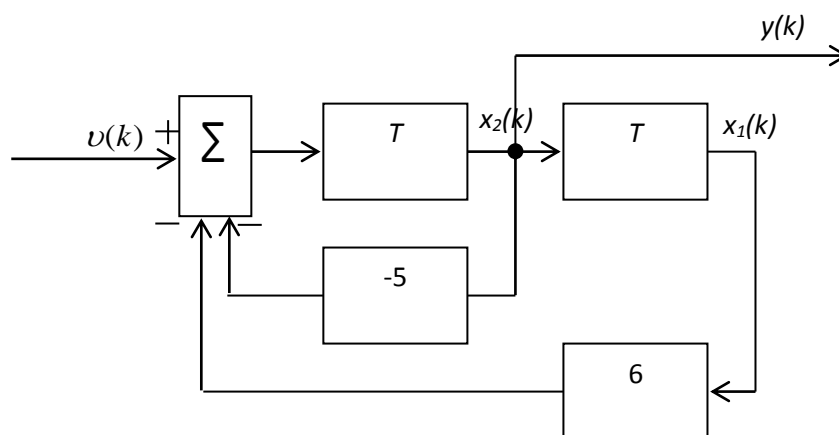 y(k)
υ(k)
+
Σ
T
x₂(k)
T
x₁(k)
–
–
-5
6